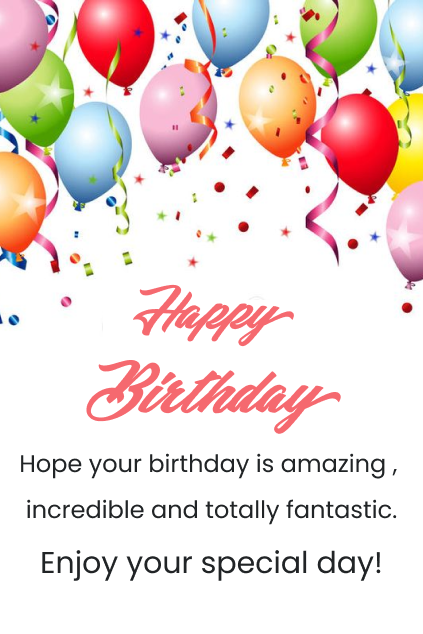 Happy
Birthday
Hope your birthday is amazing ,
incredible and totally fantastic.
Enjoy your special day!